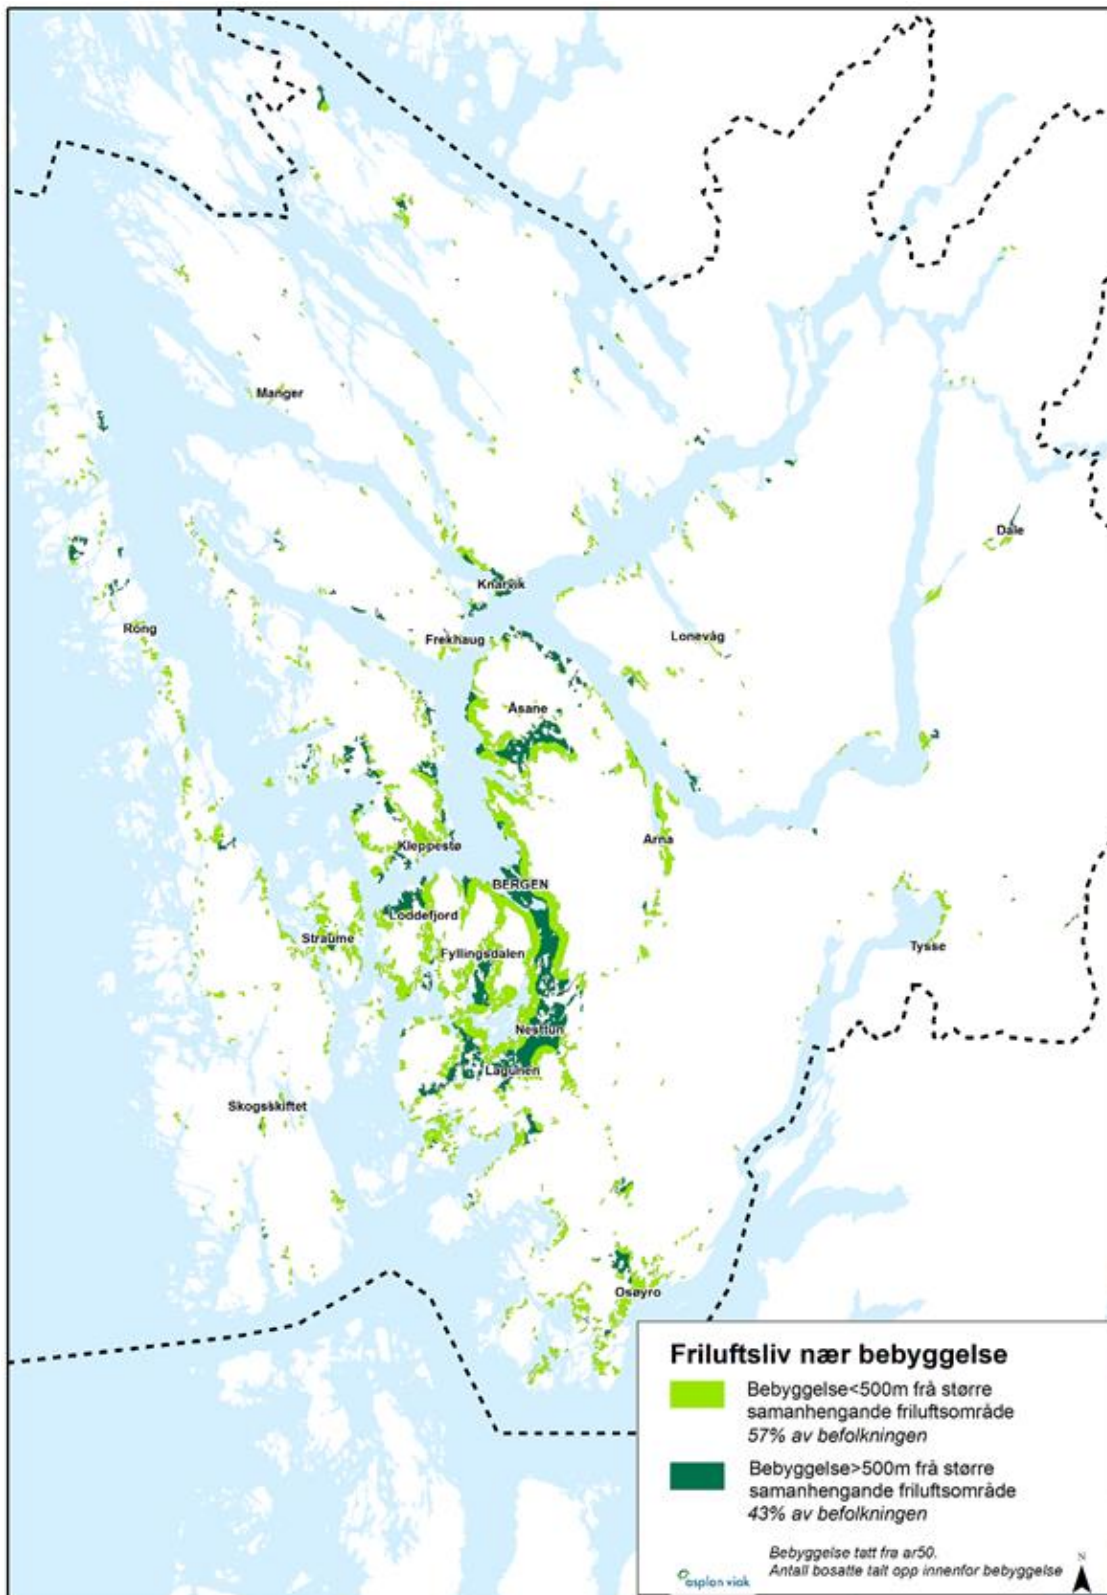 Manger
Dale
Knarvik
Rong
Frekhaug
Lonevåg
Åsane
Arna
Kleppestø
BERGEN
Loddefjord
Straume
Fyllingsdalen
Tysse
Nesttun
Lagunen
Skogsskiftet
Osøyro
Friluftsliv nær bebyggelse
Bebyggelse<500m frå større
samanhengande friluftsområde
57% av befolkningen
Bebyggelse>500m frå større
samanhengande friluftsområde
43% av befolkningen
Bebyggelse tatt fra ar50.
Antall bosatte talt opp innenfor bebyggelse
asplan viak
N